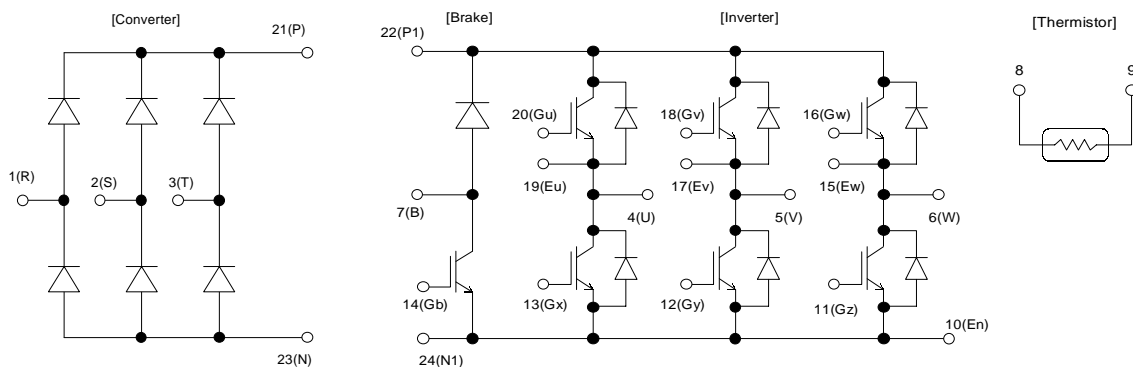 [Converter]
[Brake]
[Inverter]
[Thermistor]
21(P)
22(P1)
8
9
20(Gu)
18(Gv)
16(Gw)
1(R)
2(S)
3(T)
19(Eu)
17(Ev)
15(Ew)
7(B)
4(U)
5(V)
6(W)
14(Gb)
13(Gx)
12(Gy)
11(Gz)
10(En)
23(N)
24(N1)